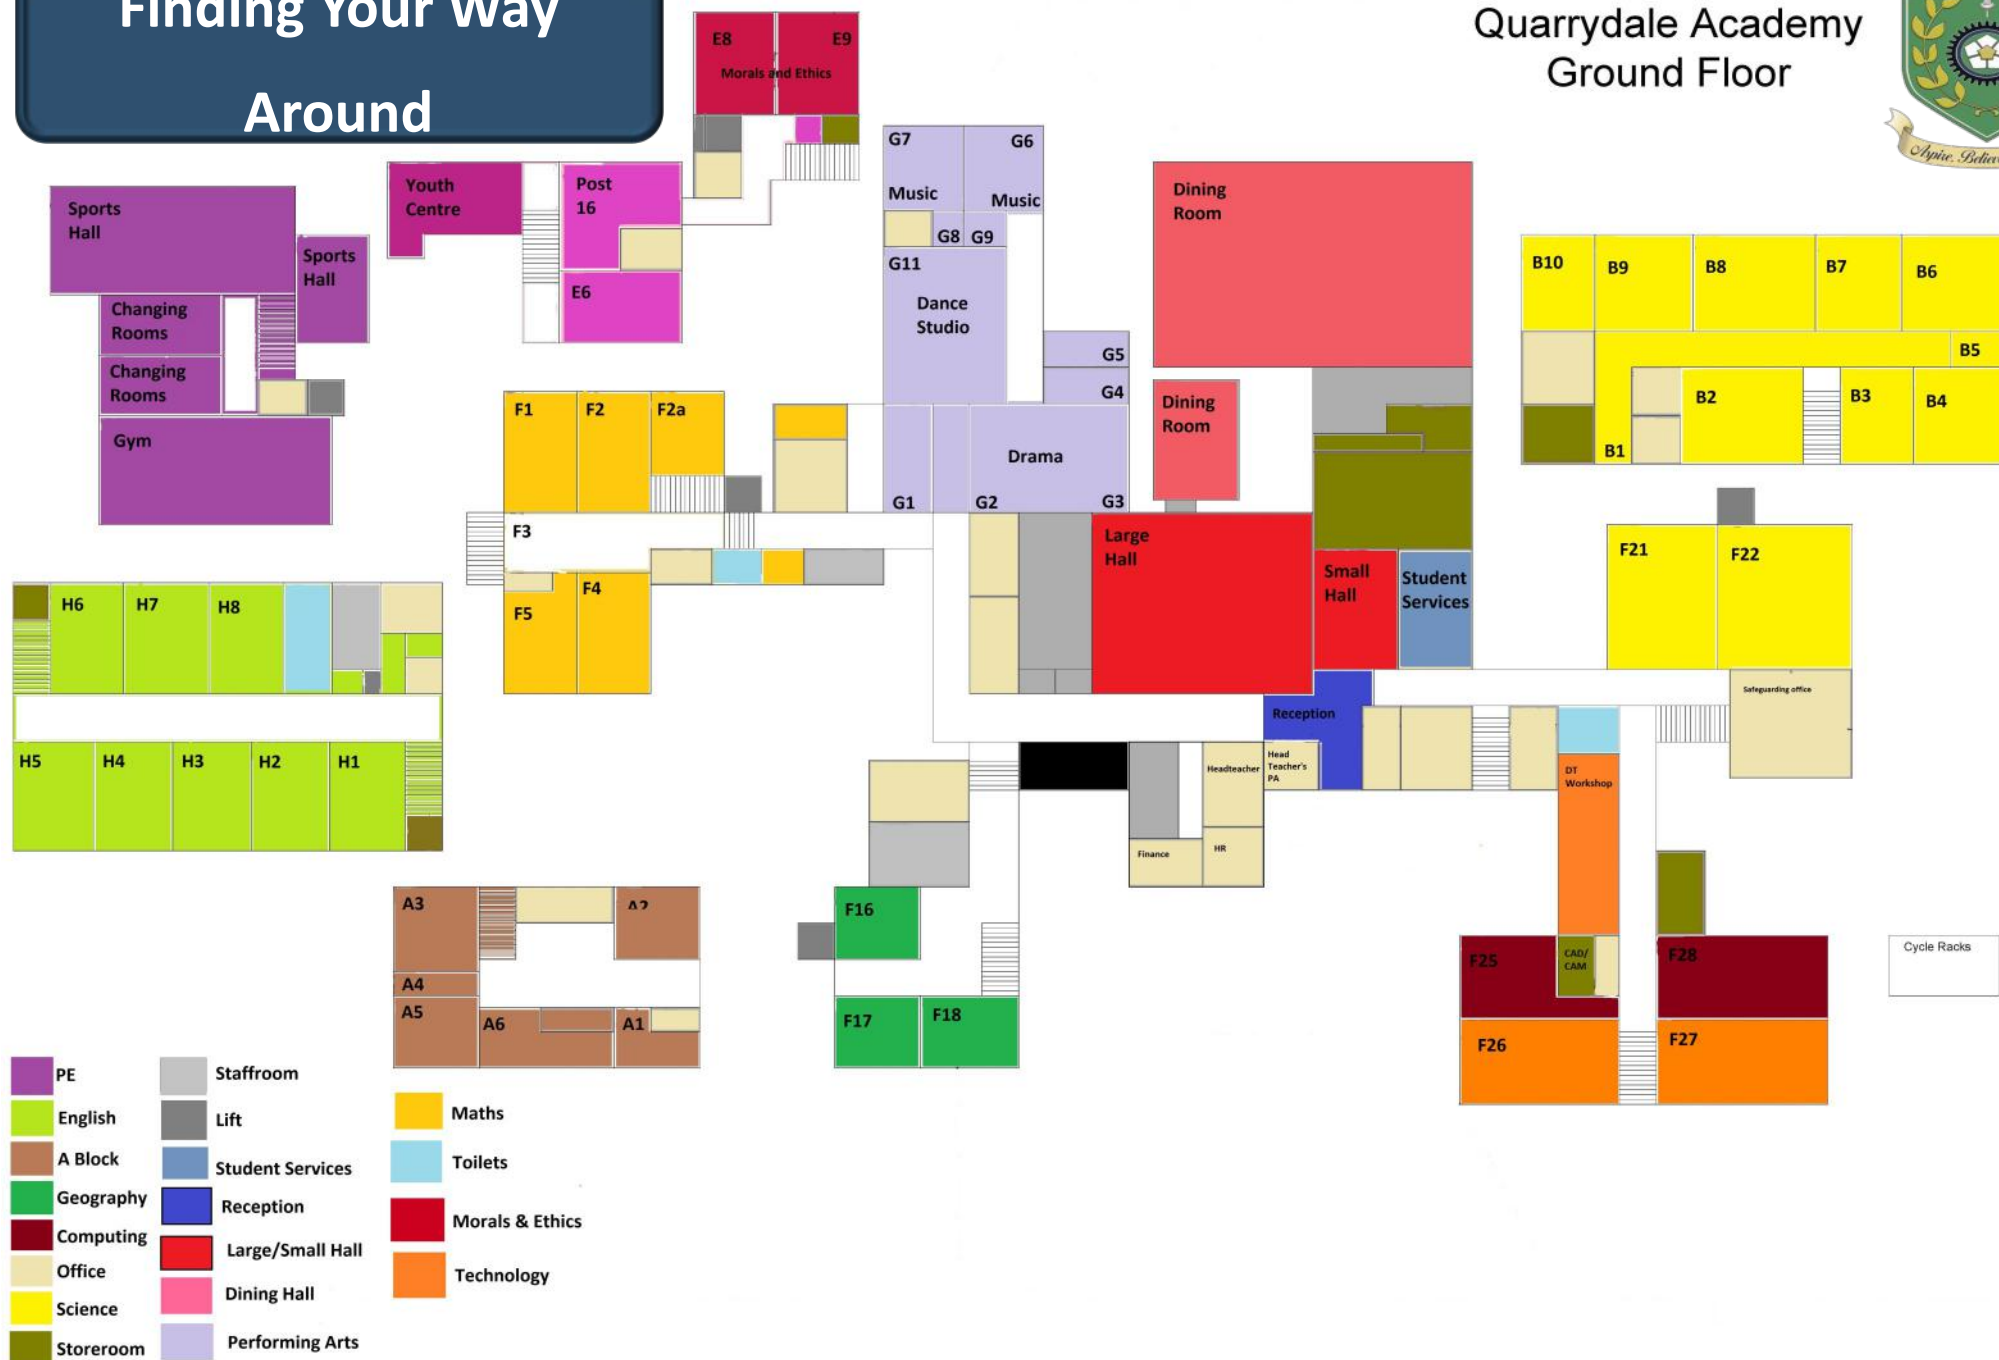 Finding Your Way
Around
Quarrydale Academy
Ground Floor
E8
E9
Morals and Ethics
Youth
Centre
Post
16
E6
Sports
Hall
Sports
Hall
Changing
Rooms
Changing
Rooms
Gym
G7
G6
Music
Music
G8
G9
G11
Dance
Studio
G5
G4
Drama
G1
G2
G3
Dining
Room
Dining
Room
B10
B9
B8
B7
B6
B5
B2
B3
B4
B1
F1
F2
F2a
F3
F4
F5
Large
Hall
Small
Hall
Student
Services
F21
F22
Safeguarding office
H6
H7
H8
H5
H4
H3
H2
H1
Reception
Headteacher
Head
Teacher's
PA
Finance
HR
DT
Workshop
A3
A2
A4
A5
A6
A1
F16
F17
F18
F25
CAD/
CAM
F28
F26
F27
Cycle Racks
PE
English
A Block
Geography
Computing
Office
Science
Storeroom
Staffroom
Lift
Student Services
Reception
Large/Small Hall
Dining Hall
Performing Arts
Maths
Toilets
Morals & Ethics
Technology